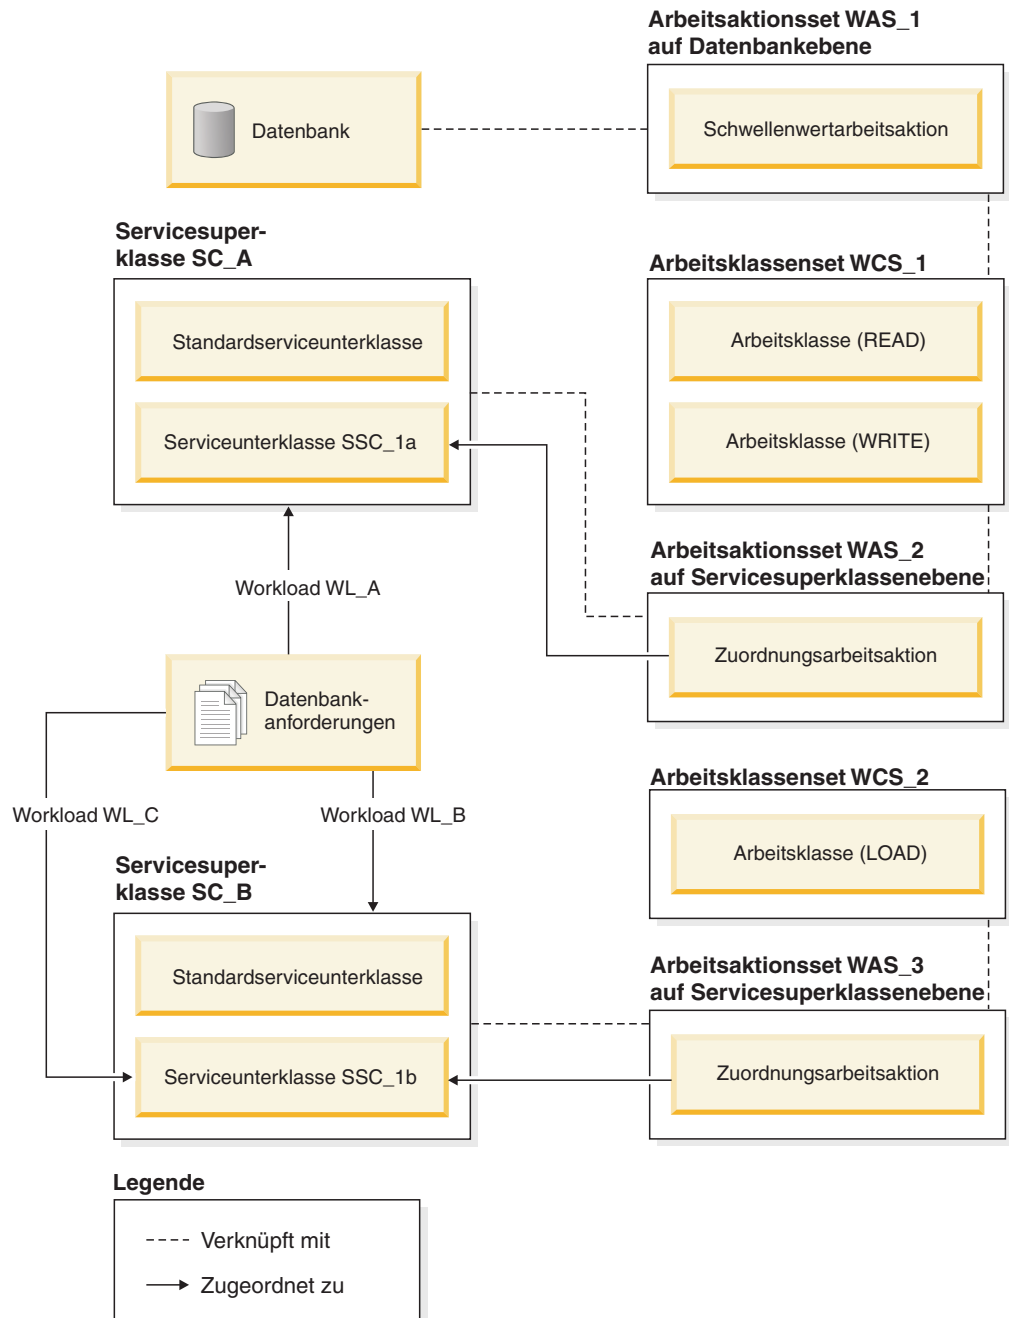 Arbeitsaktionsset WAS_1
auf Datenbankebene
Datenbank
Schwellenwertarbeitsaktion
Servicesuper-
klasse SC_A
Standardserviceunterklasse
Serviceunterklasse SSC_1a
Arbeitsklassenset WCS_1
Arbeitsklasse (READ)
Arbeitsklasse (WRITE)
Workload WL_A
Arbeitsaktionsset WAS_2
auf Servicesuperklassenebene
Zuordnungsarbeitsaktion
Datenbank-
anforderungen
Workload WL_C
Workload WL_B
Arbeitsklassenset WCS_2
Arbeitsklasse (LOAD)
Servicesuper-
klasse SC_B
Standardserviceunterklasse
Serviceunterklasse SSC_1b
Arbeitsaktionsset WAS_3
auf Servicesuperklassenebene
Zuordnungsarbeitsaktion
Legende
Verknüpft mit
Zugeordnet zu